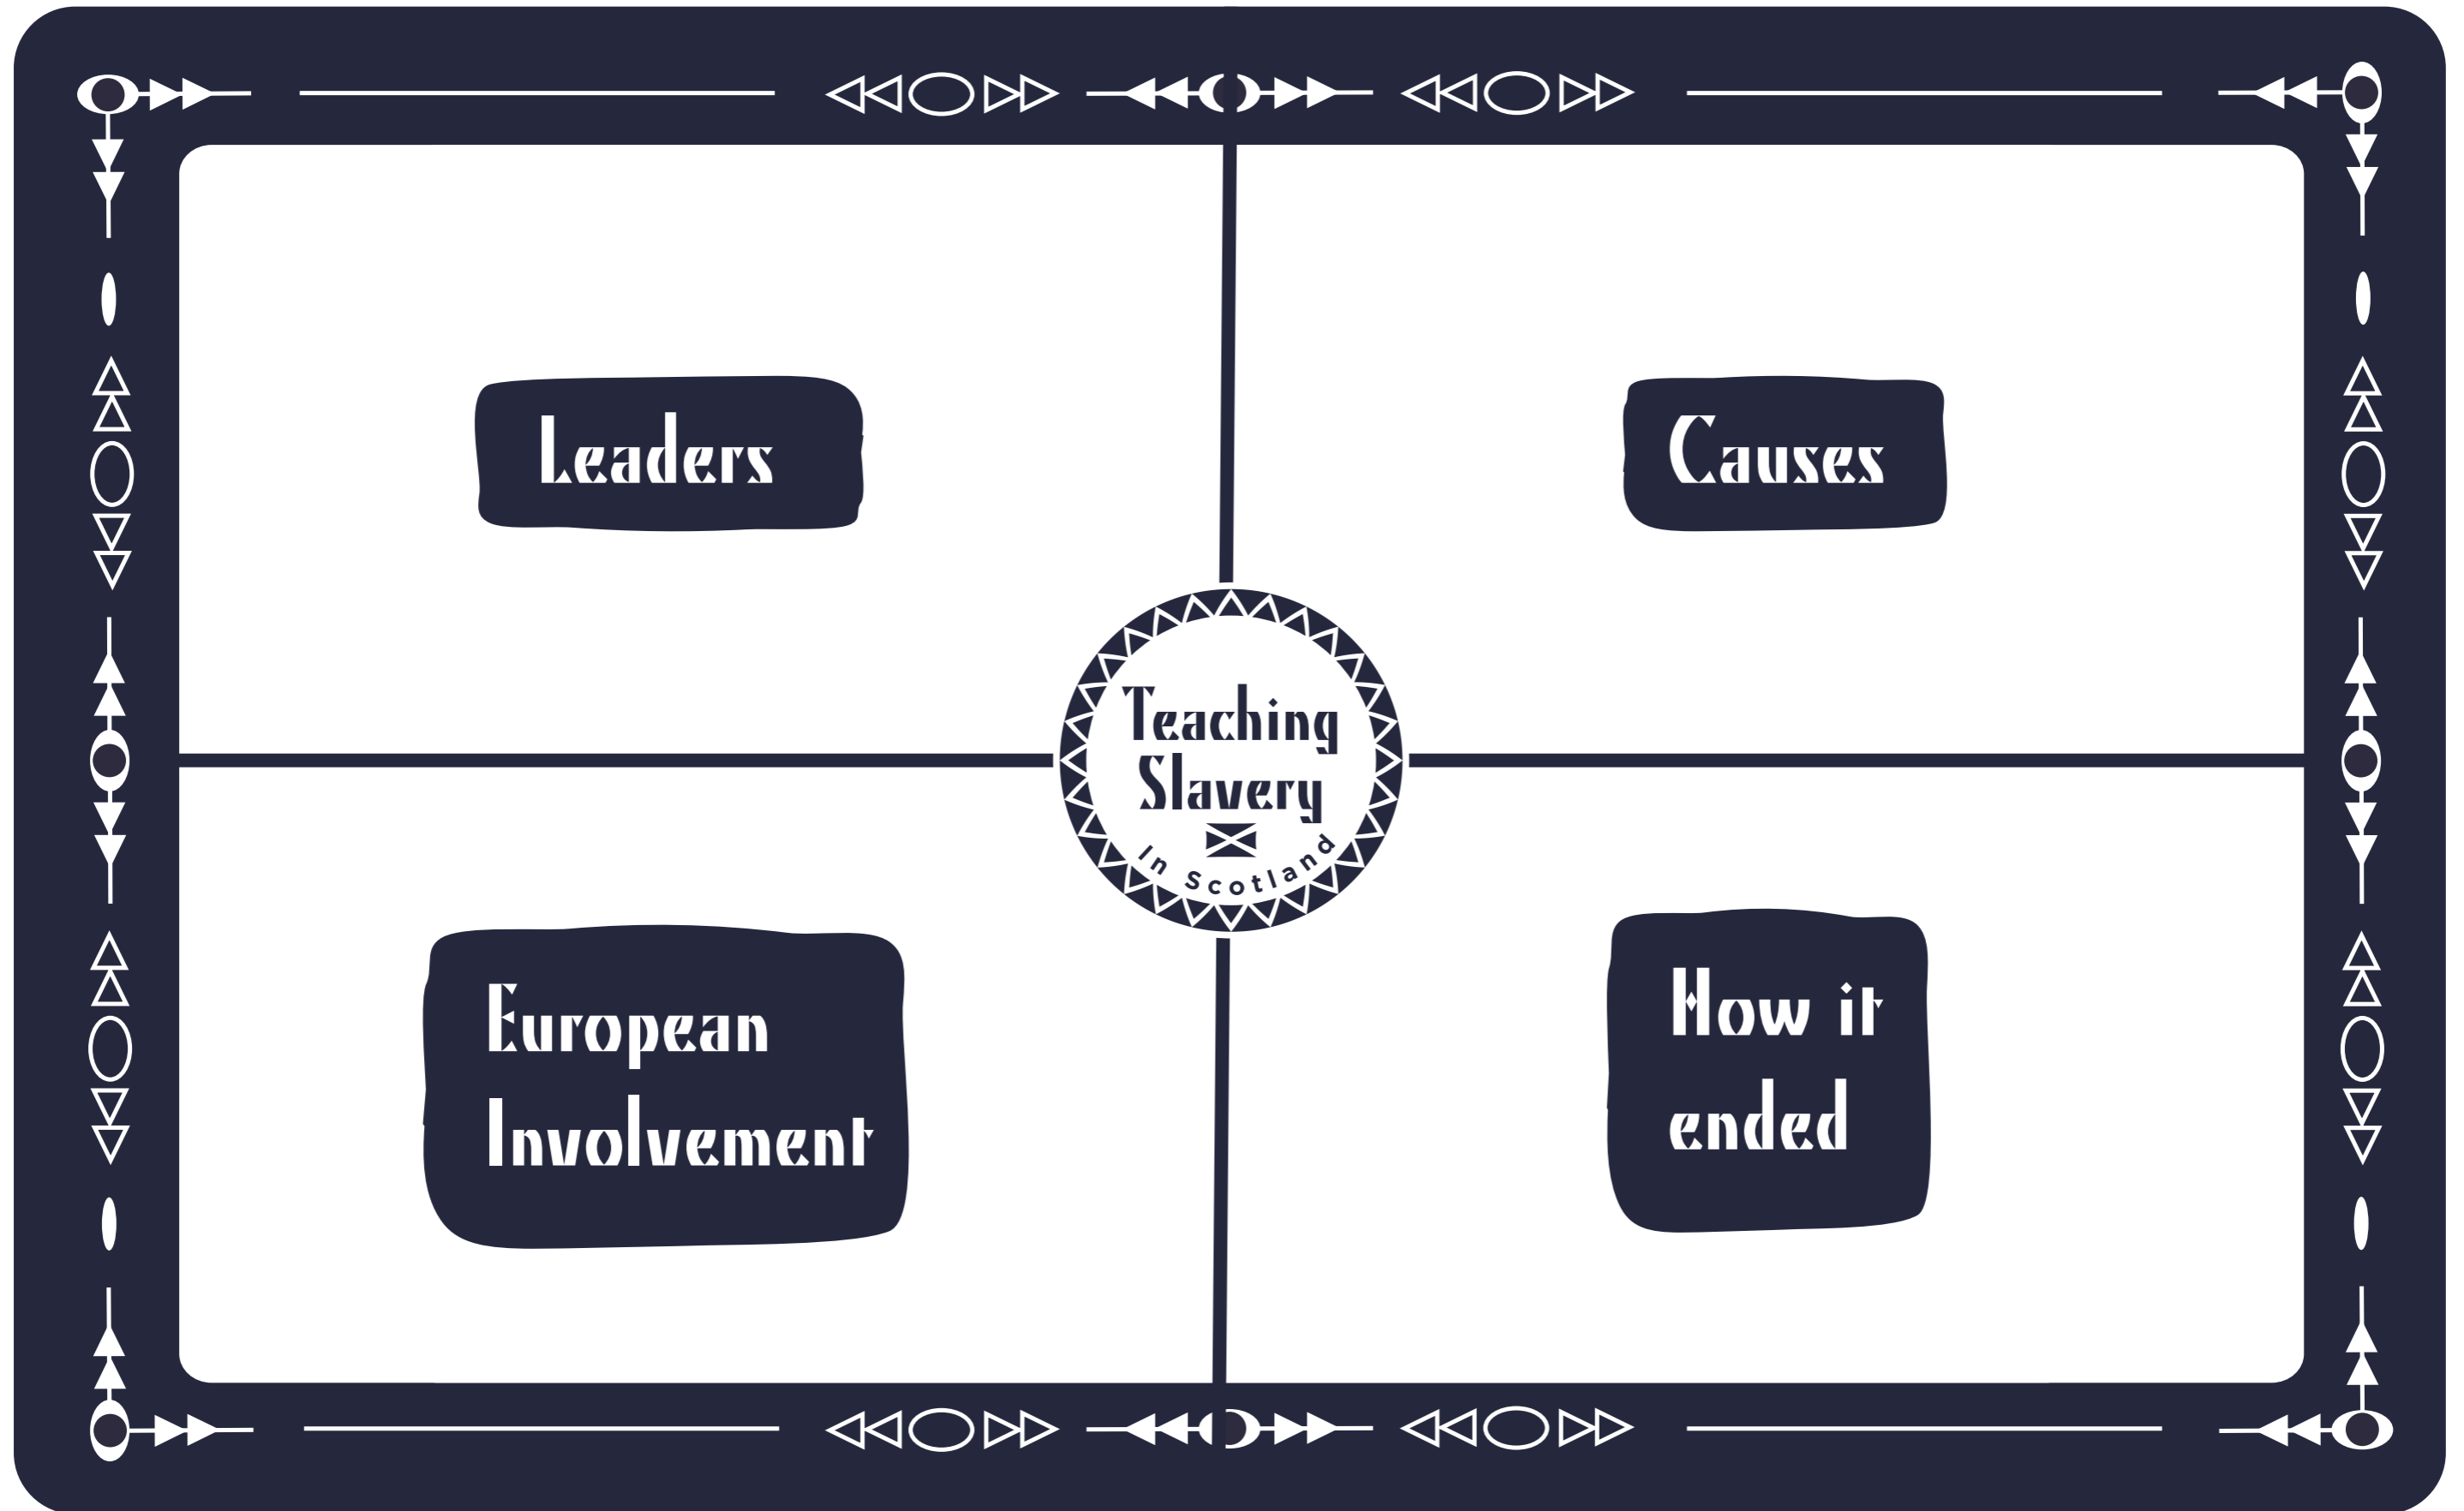 Leaders
Causes
Teaching
Slavery
In Scotland
European
Involvement
How it
ended